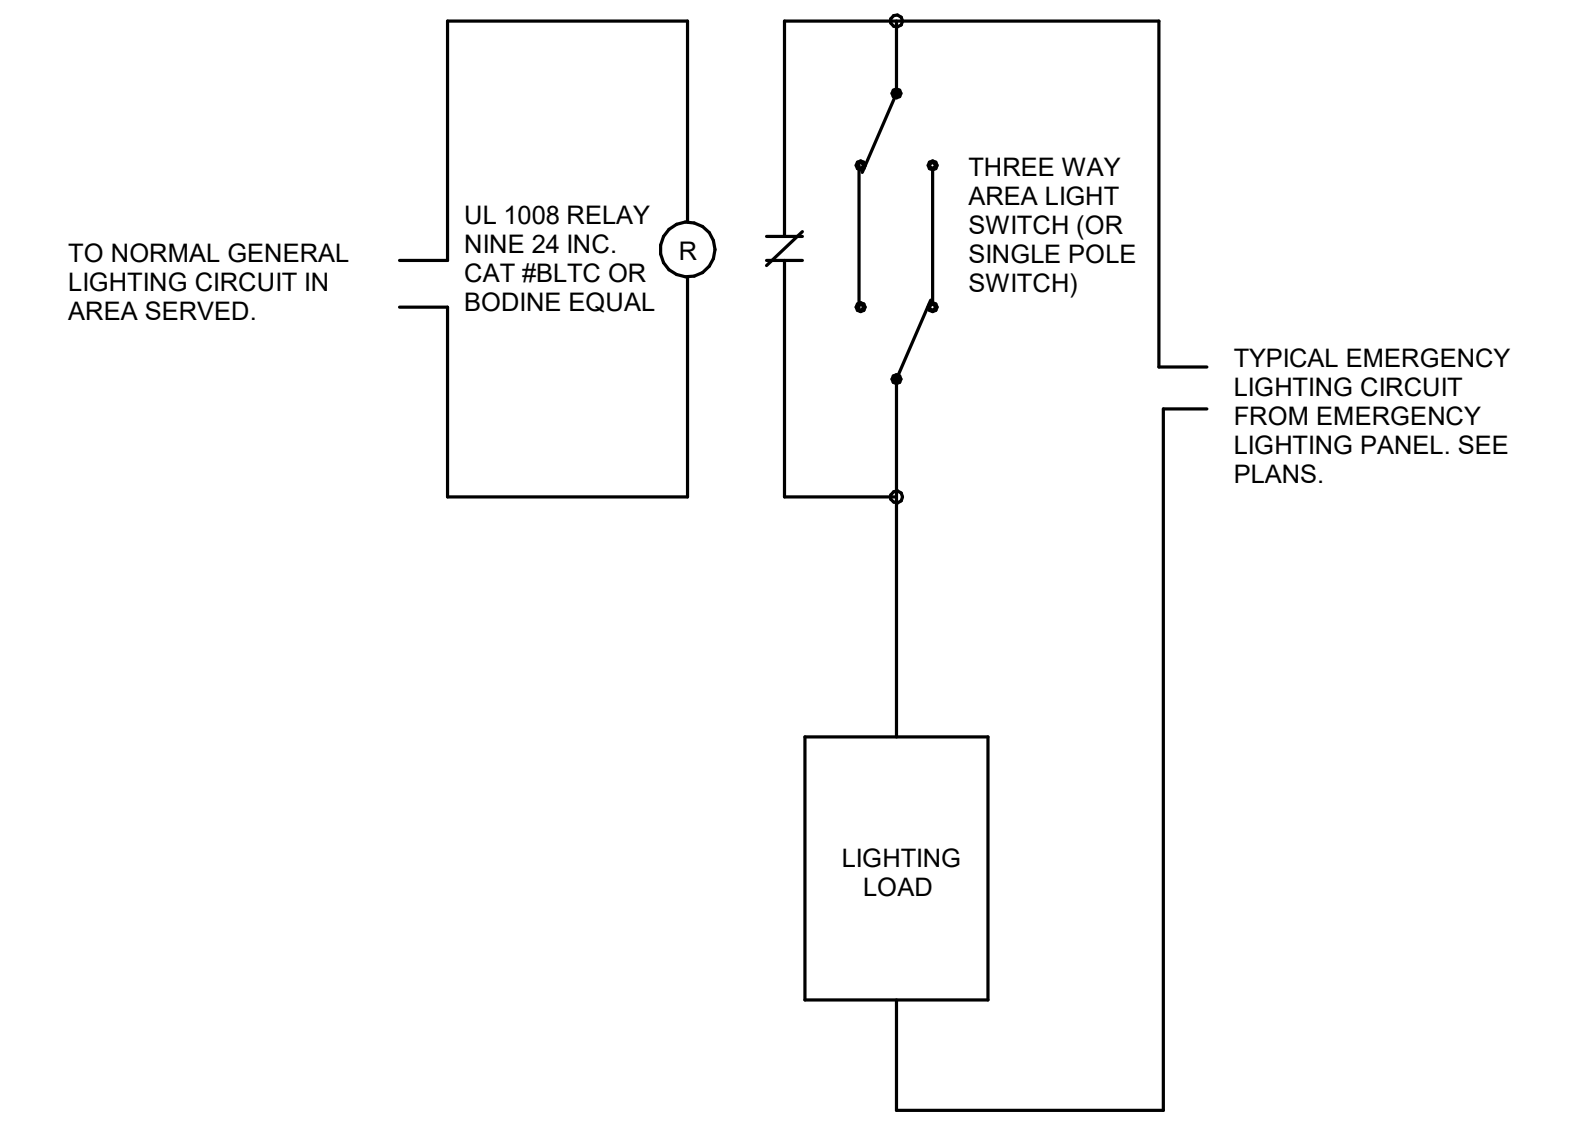 TO NORMAL GENERAL
LIGHTING CIRCUIT IN
AREA SERVED.
UL 1008 RELAY
NINE 24 INC.
CAT #BLTC OR
BODINE EQUAL
R
THREE WAY
AREA LIGHT
SWITCH (OR
SINGLE POLE
SWITCH)
TYPICAL EMERGENCY
LIGHTING CIRCUIT
FROM EMERGENCY
LIGHTING PANEL. SEE
PLANS.
LIGHTING
LOAD